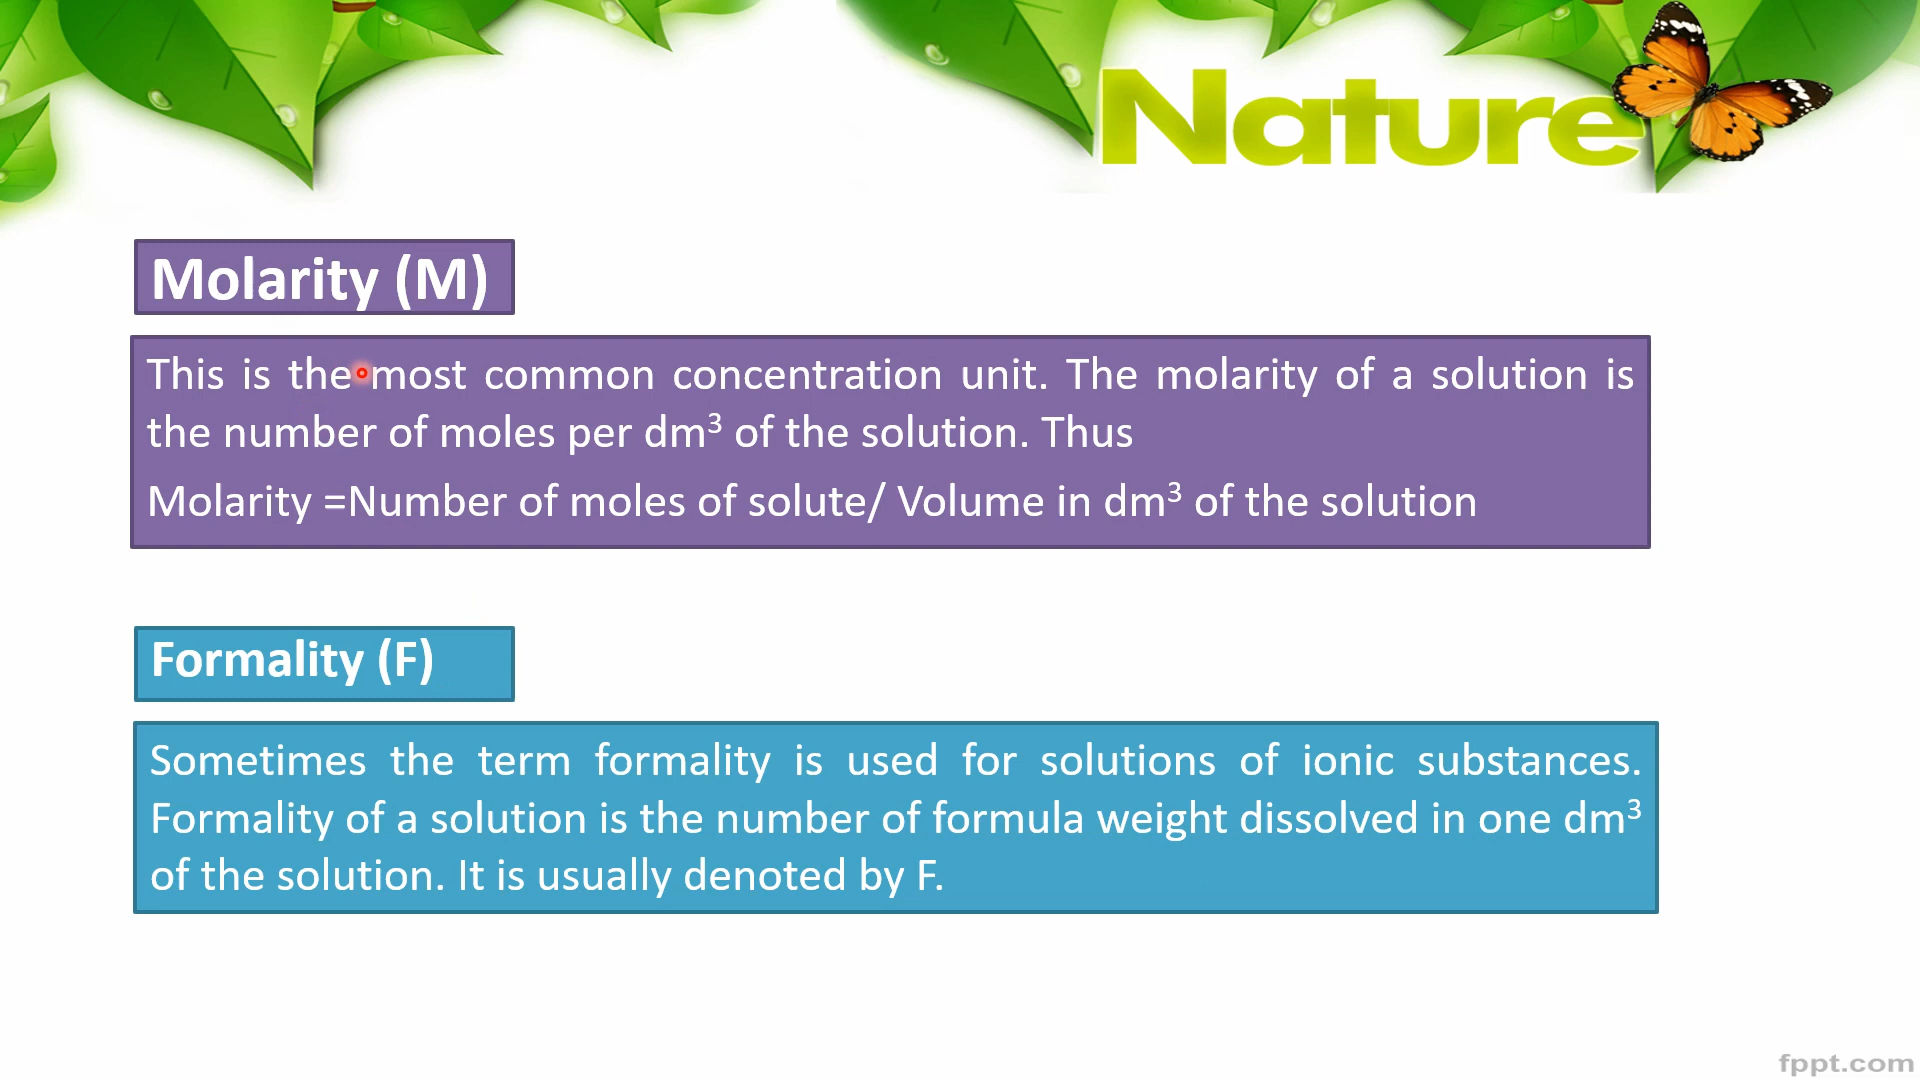 Nature
Molarity (M)
This is the most common concentration unit. The molarity of a solution is
the number of moles per dm³ of the solution. Thus
Molarity =Number of moles of solute/ Volume in dm³ of the solution
Formality (F)
Sometimes the term formality is used for solutions of ionic substances.
Formality of a solution is the number of formula weight dissolved in one dm³
of the solution. It is usually denoted by F.
fppt.com